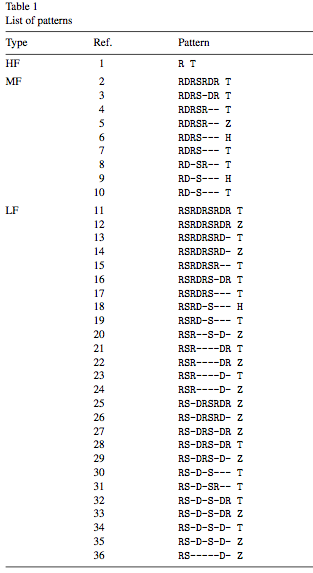 Table 1
List of patterns
Type Ref. Pattern
HF 1 R T
MF 2 RDRSRDR T
3 RDRS-DR T
4 RDRSR-- T
5 RDRSR-- Z
6 RDRS--- H
7 RDRS--- T
8 RD-SR-- T
9 RD-S--- H
10 RD-S--- T
LF 11 RSRDRSRDR T
12 RSRDRSRDR Z
13 RSRDRSRD- T
14 RSRDRSRD- Z
15 RSRDRSR-- T
16 RSRDRS-DR T
17 RSRDRS--- T
18 RSRD-S--- H
19 RSRD-S--- T
20 RSR--S-D- Z
21 RSR----DR T
22 RSR----DR Z
23 RSR----D- T
24 RSR----D- Z
25 RS-DRSRDR Z
26 RS-DRSRD- Z
27 RS-DRS-DR Z
28 RS-DRS-DR T
29 RS-DRS-D- Z
30 RS-D-S--- T
31 RS-D-SR-- T
32 RS-D-S-DR T
33 RS-D-S-DR Z
34 RS-D-S-D- T
35 RS-D-S-D- Z
36 RS-----D- Z